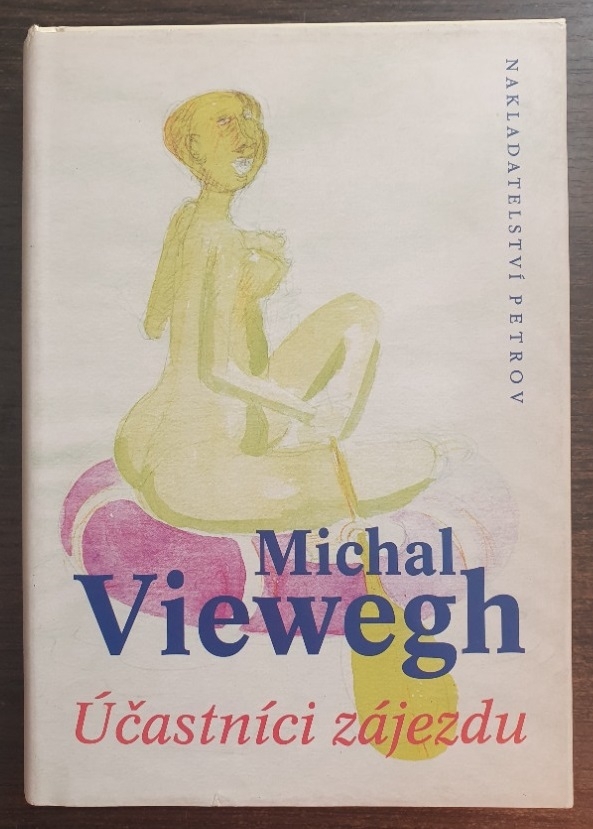 NAKLADATELSTVÍ PETROV
Michal
Viewegh
Účastníci zájezdu